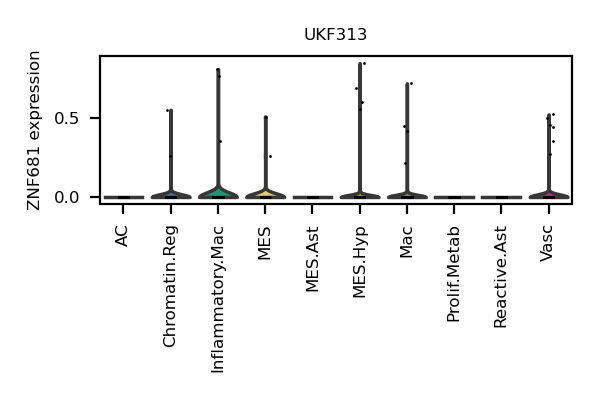 UKF313
ZNF681 expression
0.5
0.0
AC
Chromatin.Reg
Inflammatory.Mac
MES
MES.Ast
MES.Hyp
Mac
Prolif.Metab
Reactive.Ast
Vasc